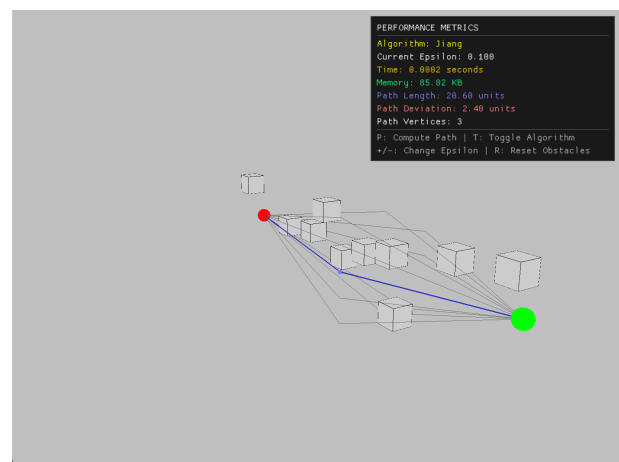 PERFORMANCE METRICS
Algorithm: Jiang
Current Epsilon: 0.100
Time: 0.0002 seconds
Memory: 85.82 KB
Path Length: 20.60 units
Path Deviation: 2.40 units
Path Vertices: 3
P: Compute Path | T: Toggle Algorithm
+/-: Change Epsilon | R: Reset Obstacles